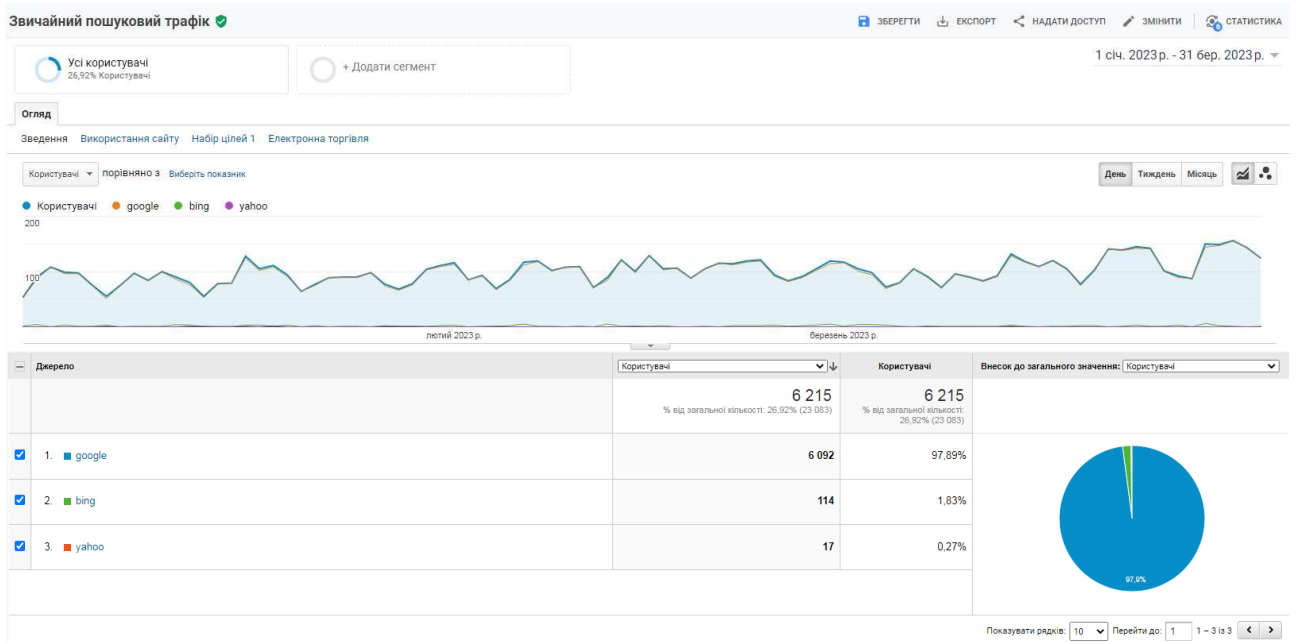 Звичайний пошуковий трафік
ЗБЕРЕГТИ ЕКСПОРТ НАДАТИ ДОСТУП ЗМІНИТИ СТАТИСТИКА
Усі користувачі
26,92% Користувачі
+ Додати сегмент
1 січ. 2023 р. - 31 бер. 2023 р.
Огляд
Зведення Використання сайту Набір цілей 1 Електронна торгівля
Користувачі порівняно з Виберіть показник
День Тиждень Місяць
Користувачі google bing yahoo
200
100
лютий 2023 р. березень 2023 р.
Джерело Користувачі Користувачі Внесок до загального значення: Користувачі
6 215 6 215
% від загальної кількості: 26,92% (23 083) % від загальної кількості:
26,92% (23 083)
1. google 6 092 97,89%
2. bing 114 1,83%
3. yahoo 17 0,27%
97,9%
Показувати рядків: 10 Перейти до: 1 1 – 3 із 3